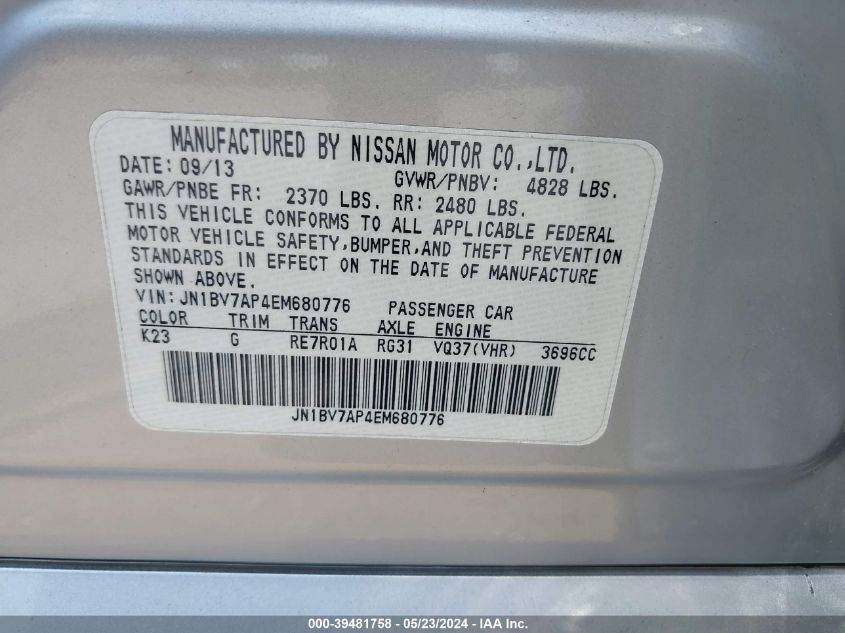 MANUFACTURED BY NISSAN MOTOR CO.,LTD.
DATE: 09/13 GVWR/PNBV: 4828 LBS.
GAWR/PNBE FR: 2370 LBS. RR: 2480 LBS.
THIS VEHICLE CONFORMS TO ALL APPLICABLE FEDERAL
MOTOR VEHICLE SAFETY,BUMPER,AND THEFT PREVENTION
STANDARDS IN EFFECT ON THE DATE OF MANUFACTURE
SHOWN ABOVE.
VIN: JN1BV7AP4EM680776 PASSENGER CAR
COLOR TRIM TRANS AXLE ENGINE
K23 G RE7R01A RG31 VQ37(VHR) 3696CC
JN1BV7AP4EM680776
000-39481758 - 05/23/2024 - IAA Inc.